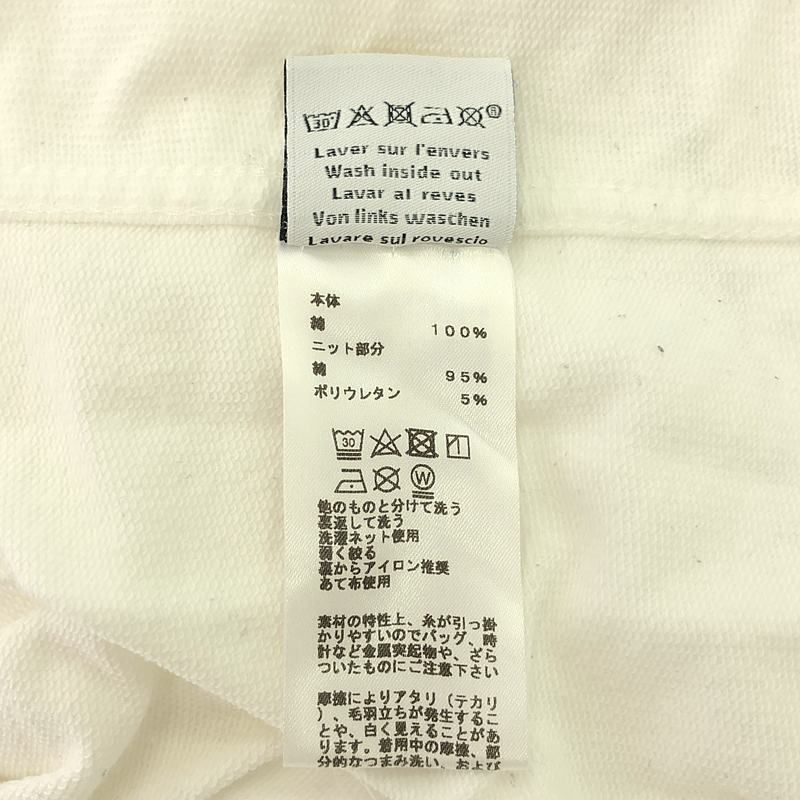 30°
Laver sur l'envers
Wash inside out
Lavar al reves
Von links waschen
Lavare sul rovescio
本体
綿 100%
ニット部分
綿 95%
ポリウレタン 5%
30
W
他のものと分けて洗う
裏返して洗う
洗濯ネット使用
弱く絞る
裏からアイロン推奨
あて布使用
素材の特性上、糸が引っ掛
かりやすいのでバッグ、時
計など金属突起物や、ざら
ついたものにご注意下さい
摩擦によりアタリ（テカリ
）、毛羽立ちが発生するこ
とや、白く見えることがあ
ります。着用中の摩擦、部
分的なつまみ洗い、および